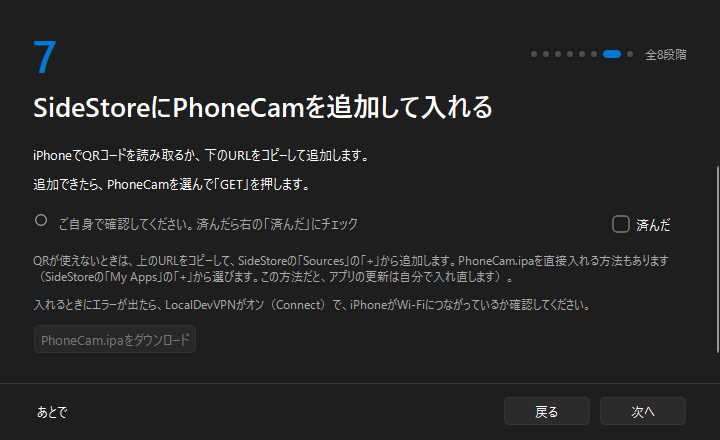 7
全8段階
SideStoreにPhoneCamを追加して入れる
iPhoneでQRコードを読み取るか、下のURLをコピーして追加します。
追加できたら、PhoneCamを選んで「GET」を押します。
ご自身で確認してください。済んだら右の「済んだ」にチェック
済んだ
QRが使えないときは、上のURLをコピーして、SideStoreの「Sources」の「+」から追加します。PhoneCam.ipaを直接入れる方法もあります
（SideStoreの「My Apps」の「+」から選びます。この方法だと、アプリの更新は自分で入れ直します）。
入れるときにエラーが出たら、LocalDevVPNがオン（Connect）で、iPhoneがWi-Fiにつながっているか確認してください。
PhoneCam.ipaをダウンロード
あとで
戻る
次へ